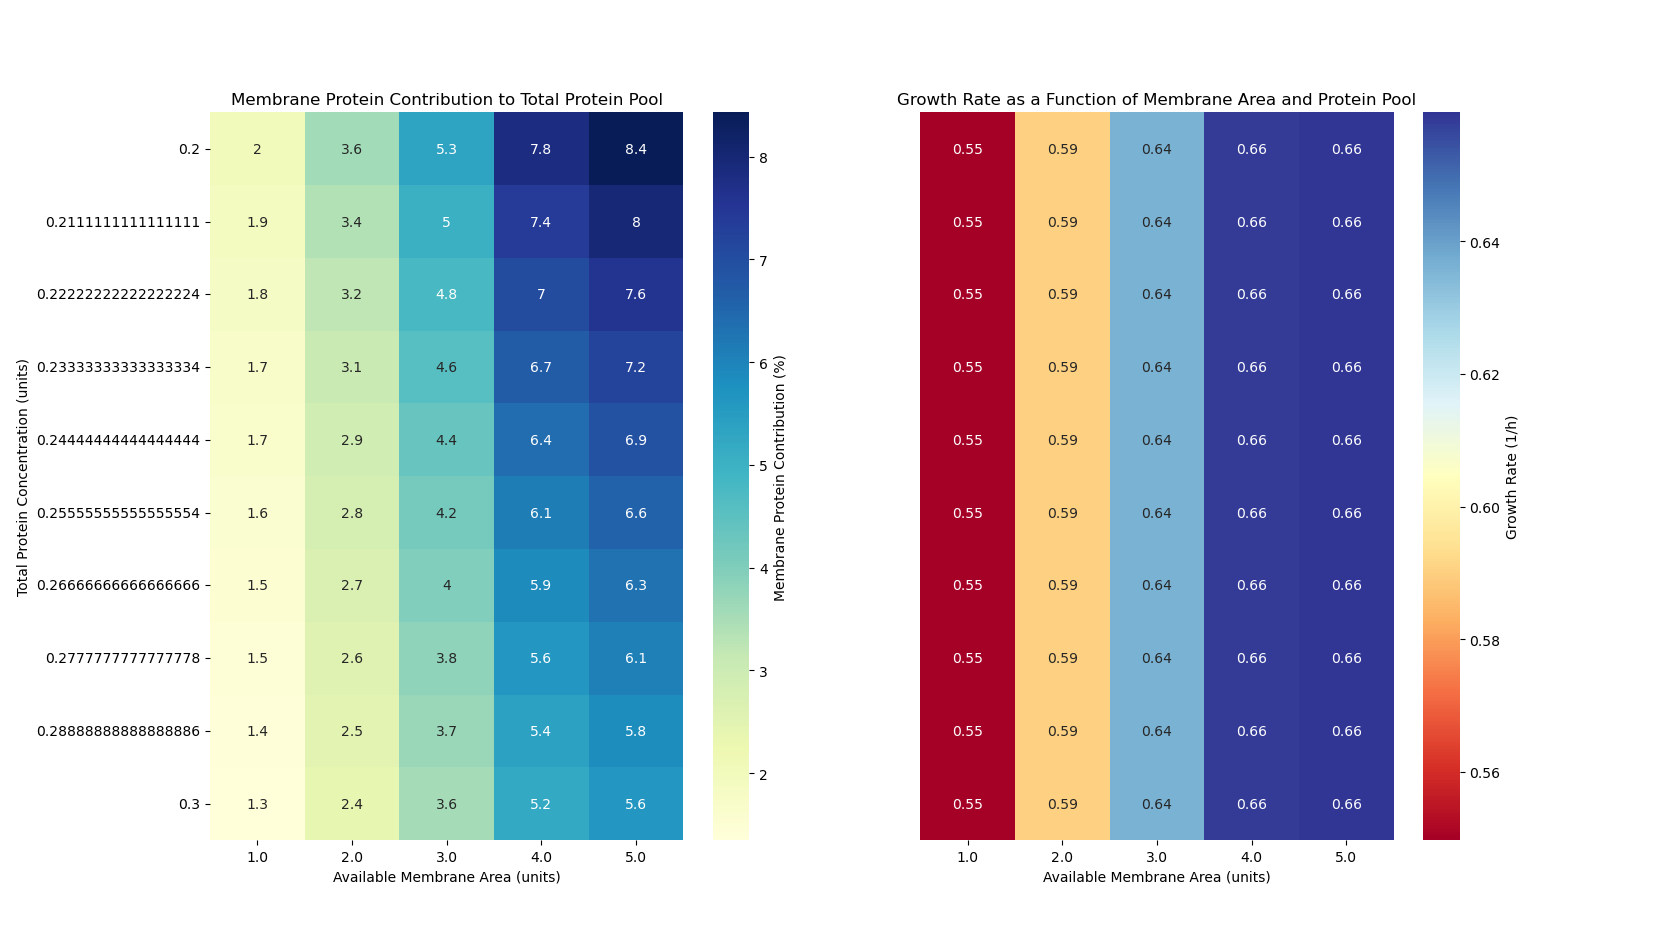 Membrane Protein Contribution to Total Protein Pool
Total Protein Concentration (units)
0.2 2 3.6 5.3 7.8 8.4
0.2111111111111111 1.9 3.4 5 7.4 8
0.22222222222222224 1.8 3.2 4.8 7 7.6
0.23333333333333334 1.7 3.1 4.6 6.7 7.2
0.24444444444444444 1.7 2.9 4.4 6.4 6.9
0.25555555555555554 1.6 2.8 4.2 6.1 6.6
0.26666666666666666 1.5 2.7 4 5.9 6.3
0.2777777777777778 1.5 2.6 3.8 5.6 6.1
0.28888888888888886 1.4 2.5 3.7 5.4 5.8
0.3 1.3 2.4 3.6 5.2 5.6
1.0 2.0 3.0 4.0 5.0
Available Membrane Area (units)
8
7
6
5
4
3
2
Membrane Protein Contribution (%)
Growth Rate as a Function of Membrane Area and Protein Pool
0.55 0.59 0.64 0.66 0.66
0.55 0.59 0.64 0.66 0.66
0.55 0.59 0.64 0.66 0.66
0.55 0.59 0.64 0.66 0.66
0.55 0.59 0.64 0.66 0.66
0.55 0.59 0.64 0.66 0.66
0.55 0.59 0.64 0.66 0.66
0.55 0.59 0.64 0.66 0.66
0.55 0.59 0.64 0.66 0.66
0.55 0.59 0.64 0.66 0.66
1.0 2.0 3.0 4.0 5.0
Available Membrane Area (units)
0.64
0.62
0.60
0.58
0.56
Growth Rate (1/h)